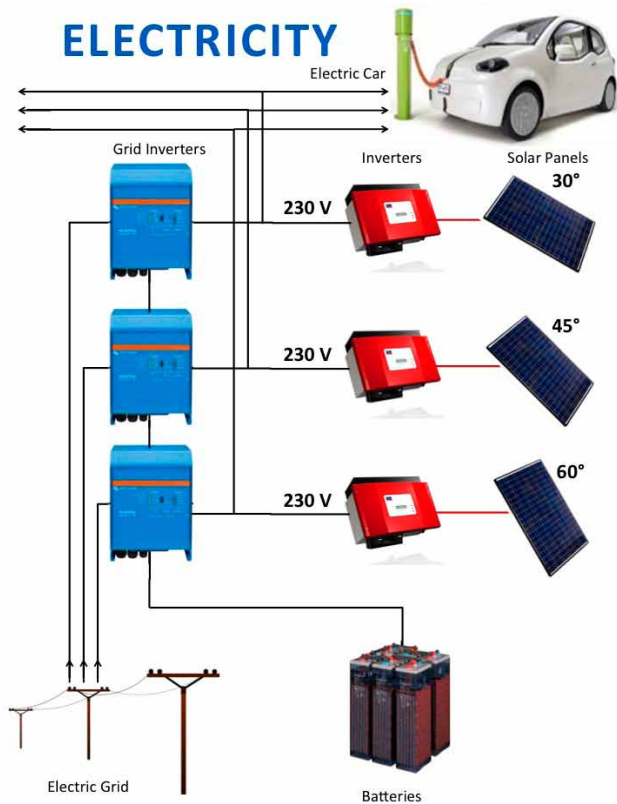 ELECTRICITY
Electric Car
Grid Inverters
Inverters
Solar Panels
30°
230 V
45°
230 V
60°
230 V
Electric Grid
Batteries